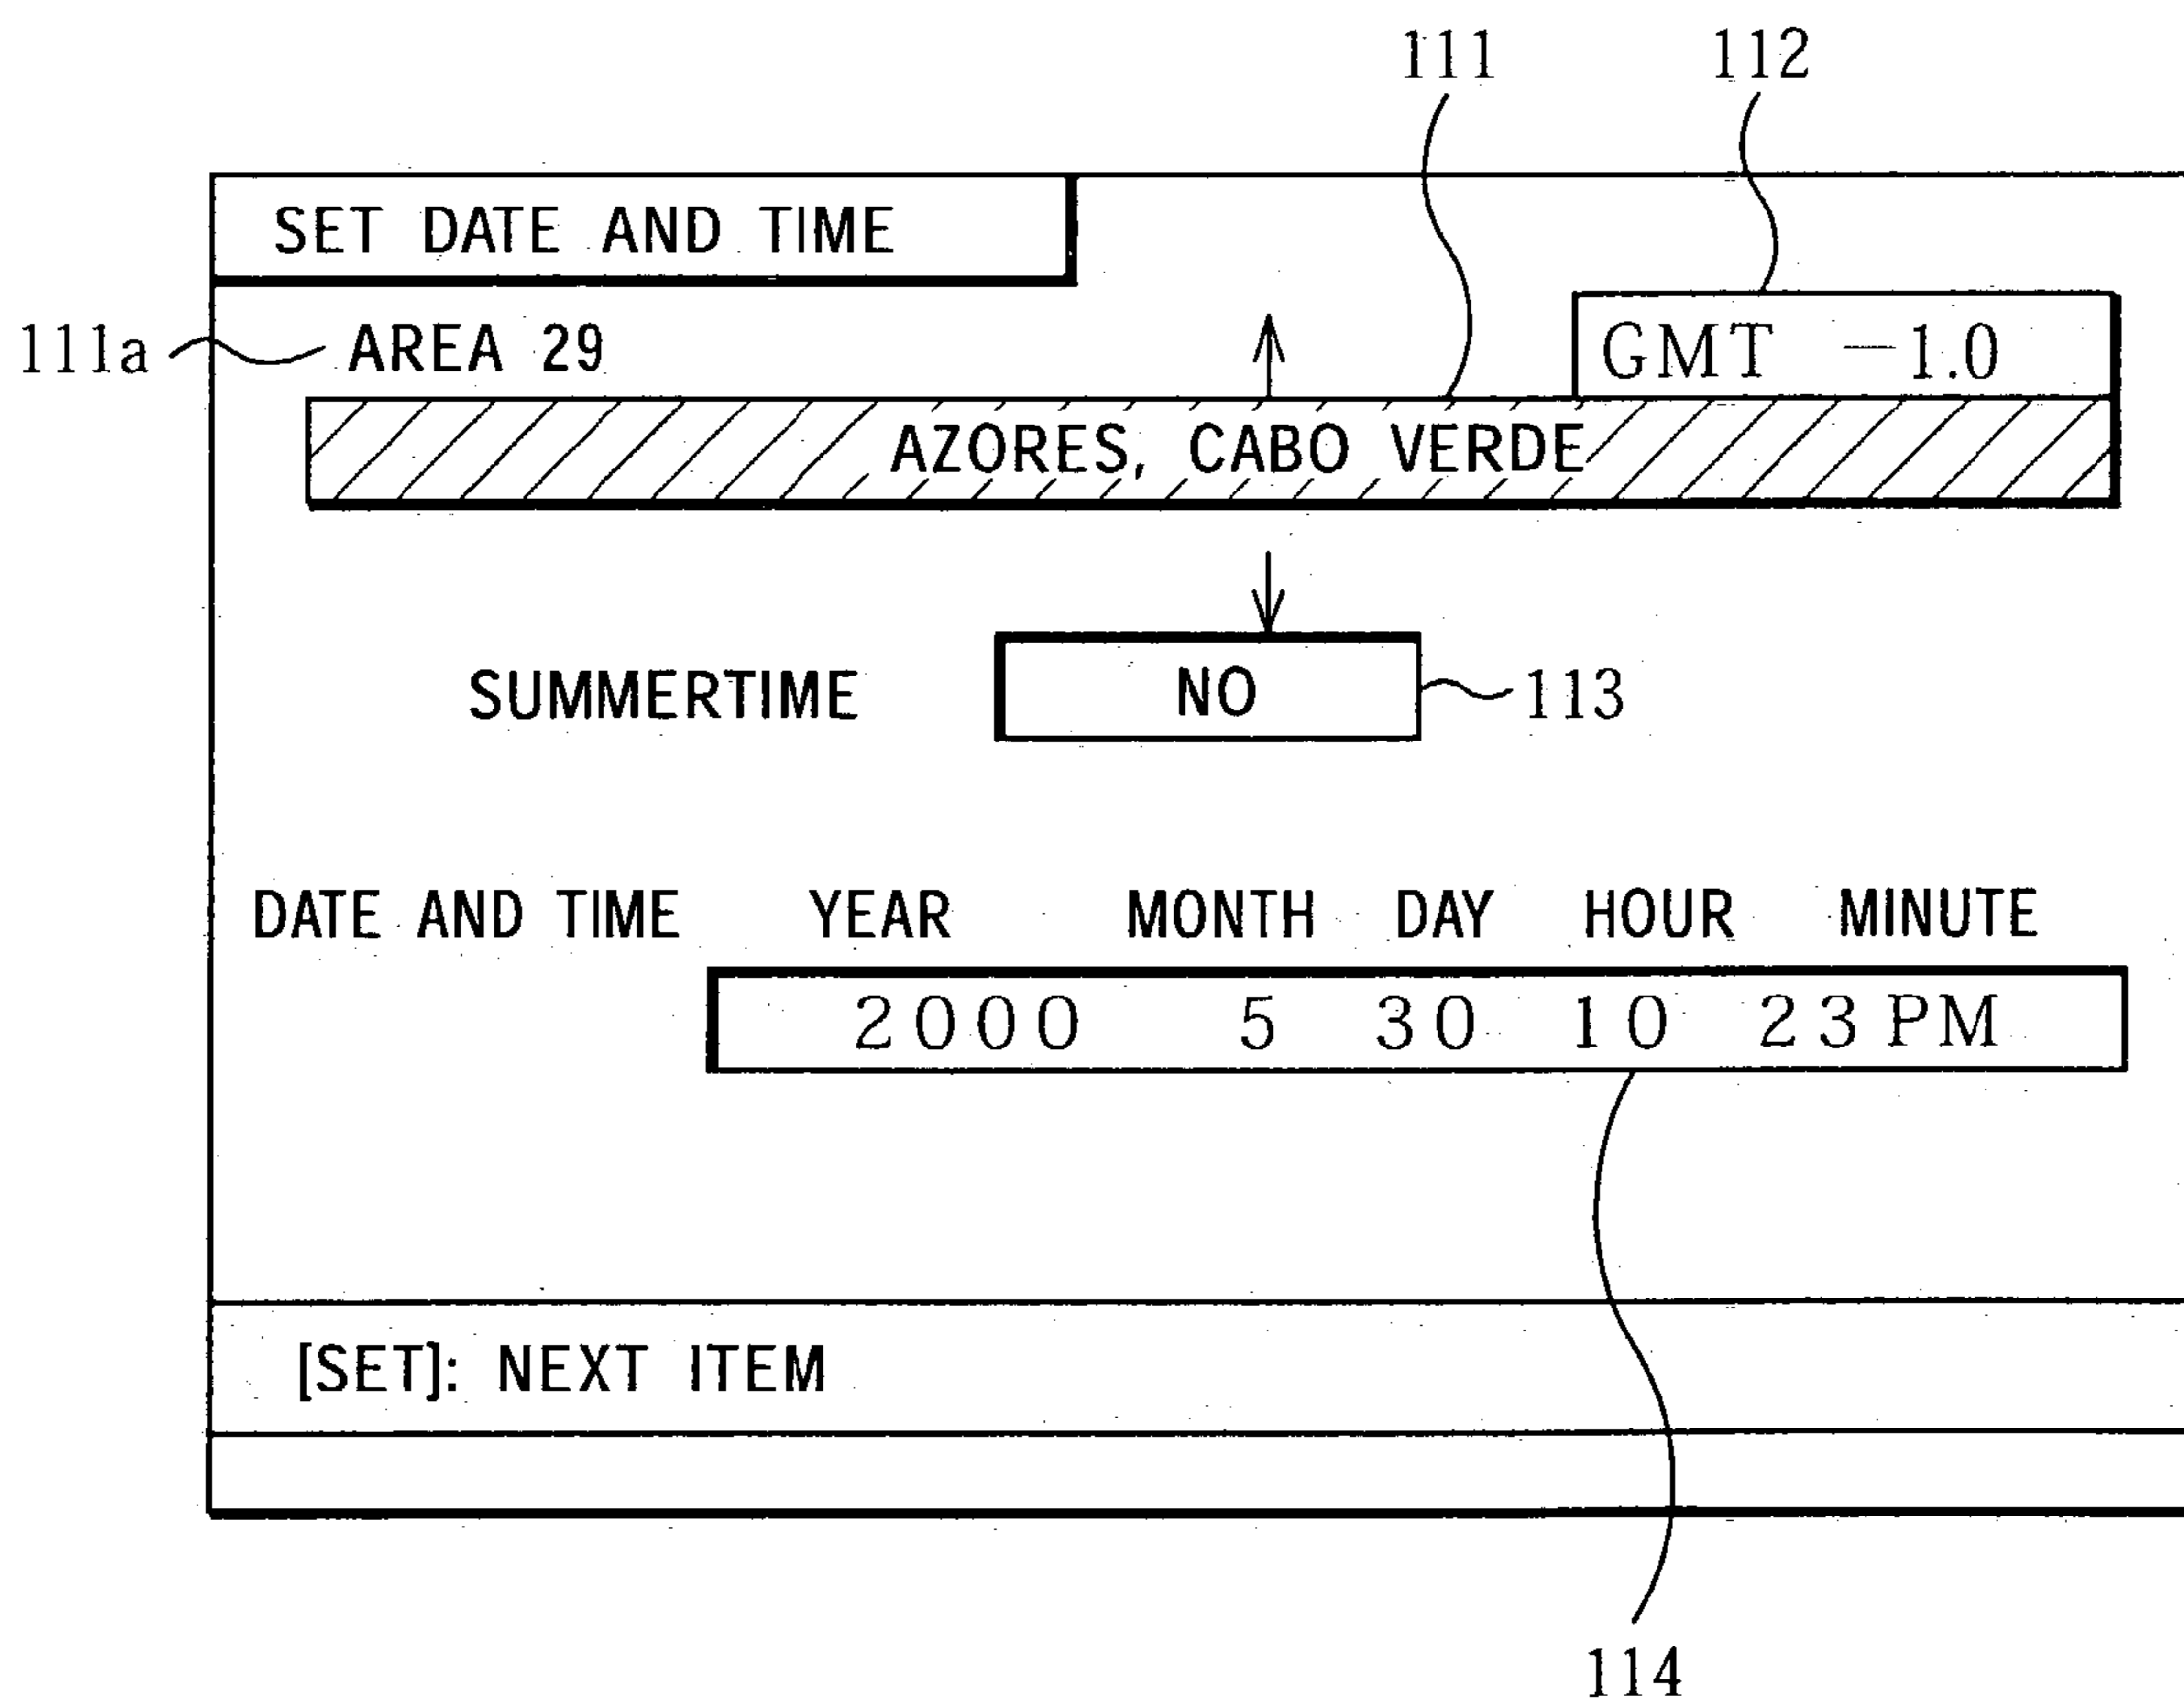 111 112
SET DATE AND TIME
111a AREA 29 GMT -1.0
AZORES, CABO VERDE
SUMMERTIME NO 113
DATE AND TIME YEAR MONTH DAY HOUR MINUTE
2000 5 30 10 23 PM
[SET]: NEXT ITEM
114